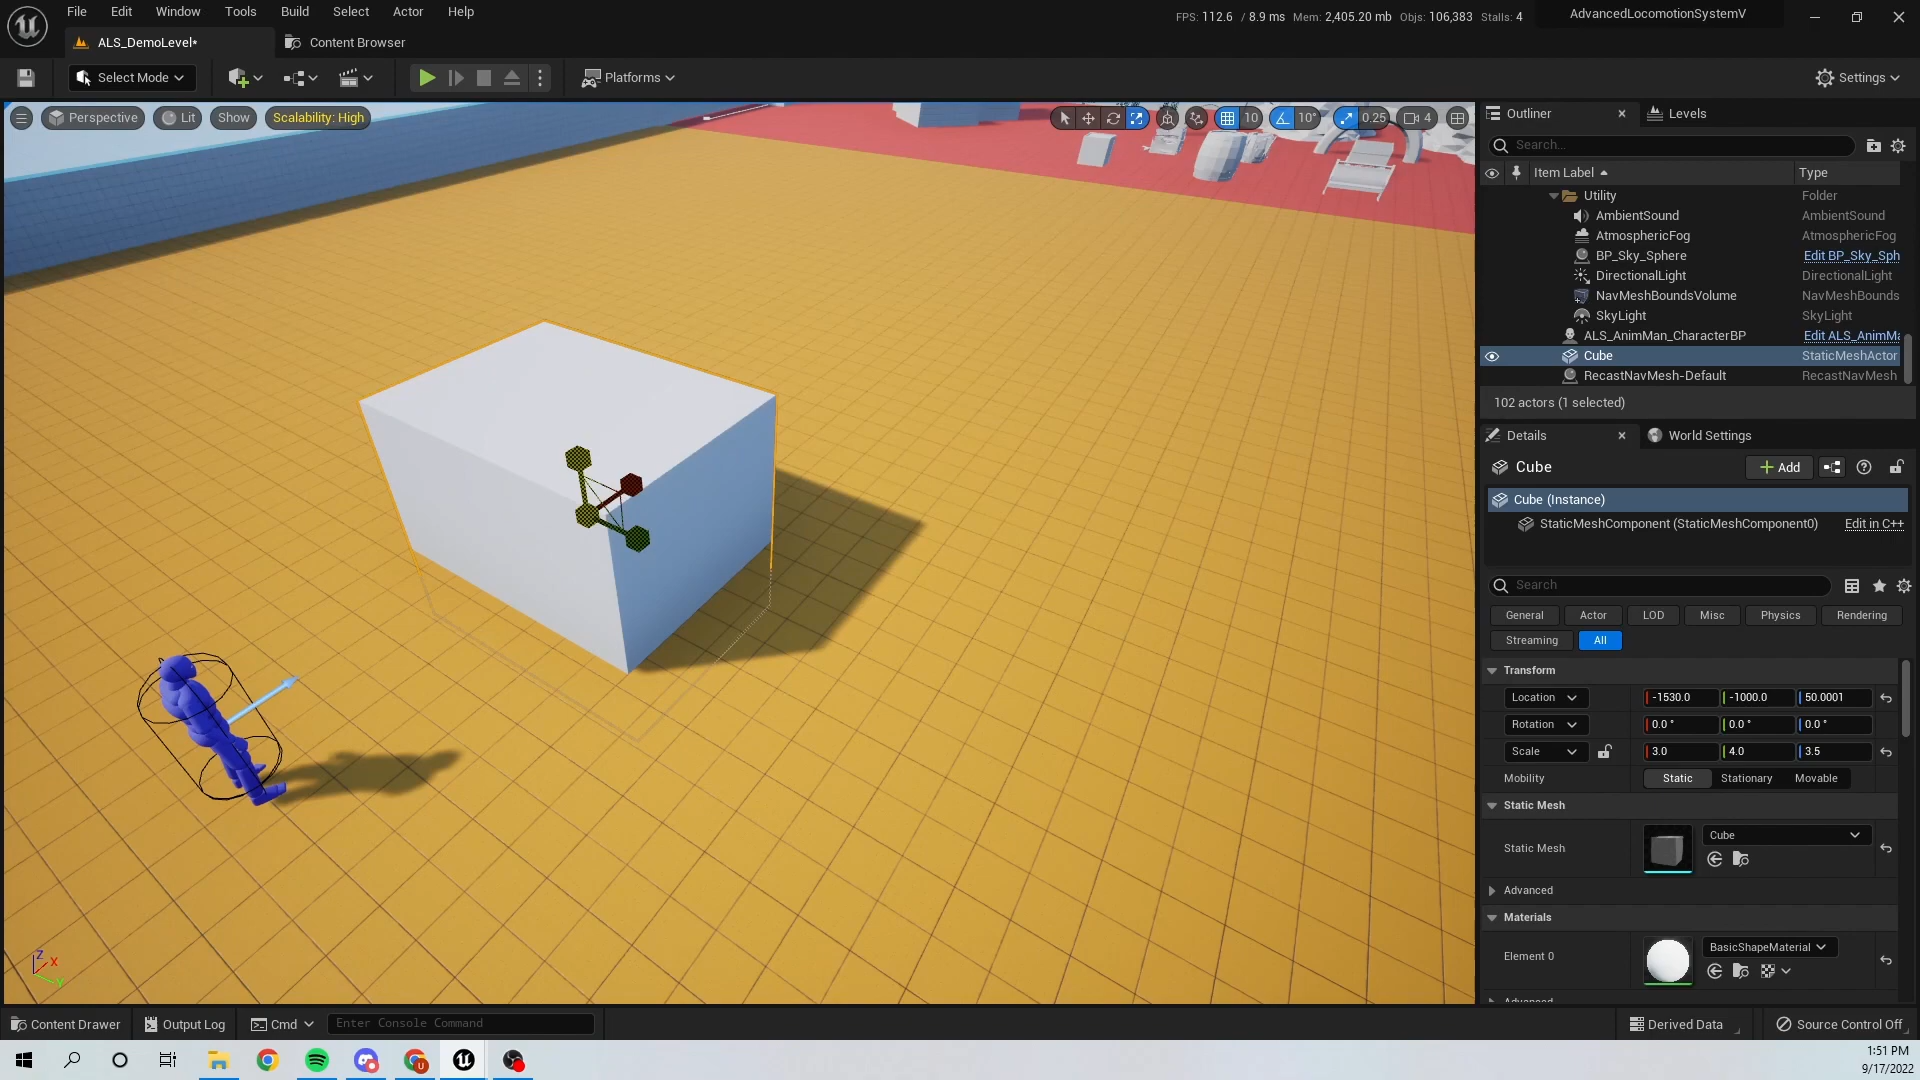 File Edit Window Tools Build Select Actor Help
FPS: 112.6 / 8.9 ms Mem: 2,405.20 mb Objs: 106,383 Stalls: 4
AdvancedLocomotionSystemV
ALS_DemoLevel*
Content Browser
Select Mode
Platforms
Settings
Perspective
Lit
Show
Scalability: High
10
10°
0.25
4
Outliner
Levels
Search...
Item Label
Type
Utility Folder
AmbientSound AmbientSound
AtmosphericFog AtmosphericFog
BP_Sky_Sphere Edit BP_Sky_Sph
DirectionalLight DirectionalLight
NavMeshBoundsVolume NavMeshBounds
SkyLight SkyLight
ALS_AnimMan_CharacterBP Edit ALS_AnimMa
Cube StaticMeshActor
RecastNavMesh-Default RecastNavMesh
102 actors (1 selected)
Details
World Settings
Cube
Add
Cube (Instance)
StaticMeshComponent (StaticMeshComponent0) Edit in C++
Search
General Actor LOD Misc Physics Rendering
Streaming All
Transform
Location -1530.0 -1000.0 50.0001
Rotation 0.0 ° 0.0 ° 0.0 °
Scale 3.0 4.0 3.5
Mobility Static Stationary Movable
Static Mesh
Static Mesh Cube
Advanced
Materials
Element 0 BasicShapeMaterial
Advanced
Z X Y
Content Drawer
Output Log
Cmd
Enter Console Command
Derived Data
Source Control Off
1:51 PM
9/17/2022